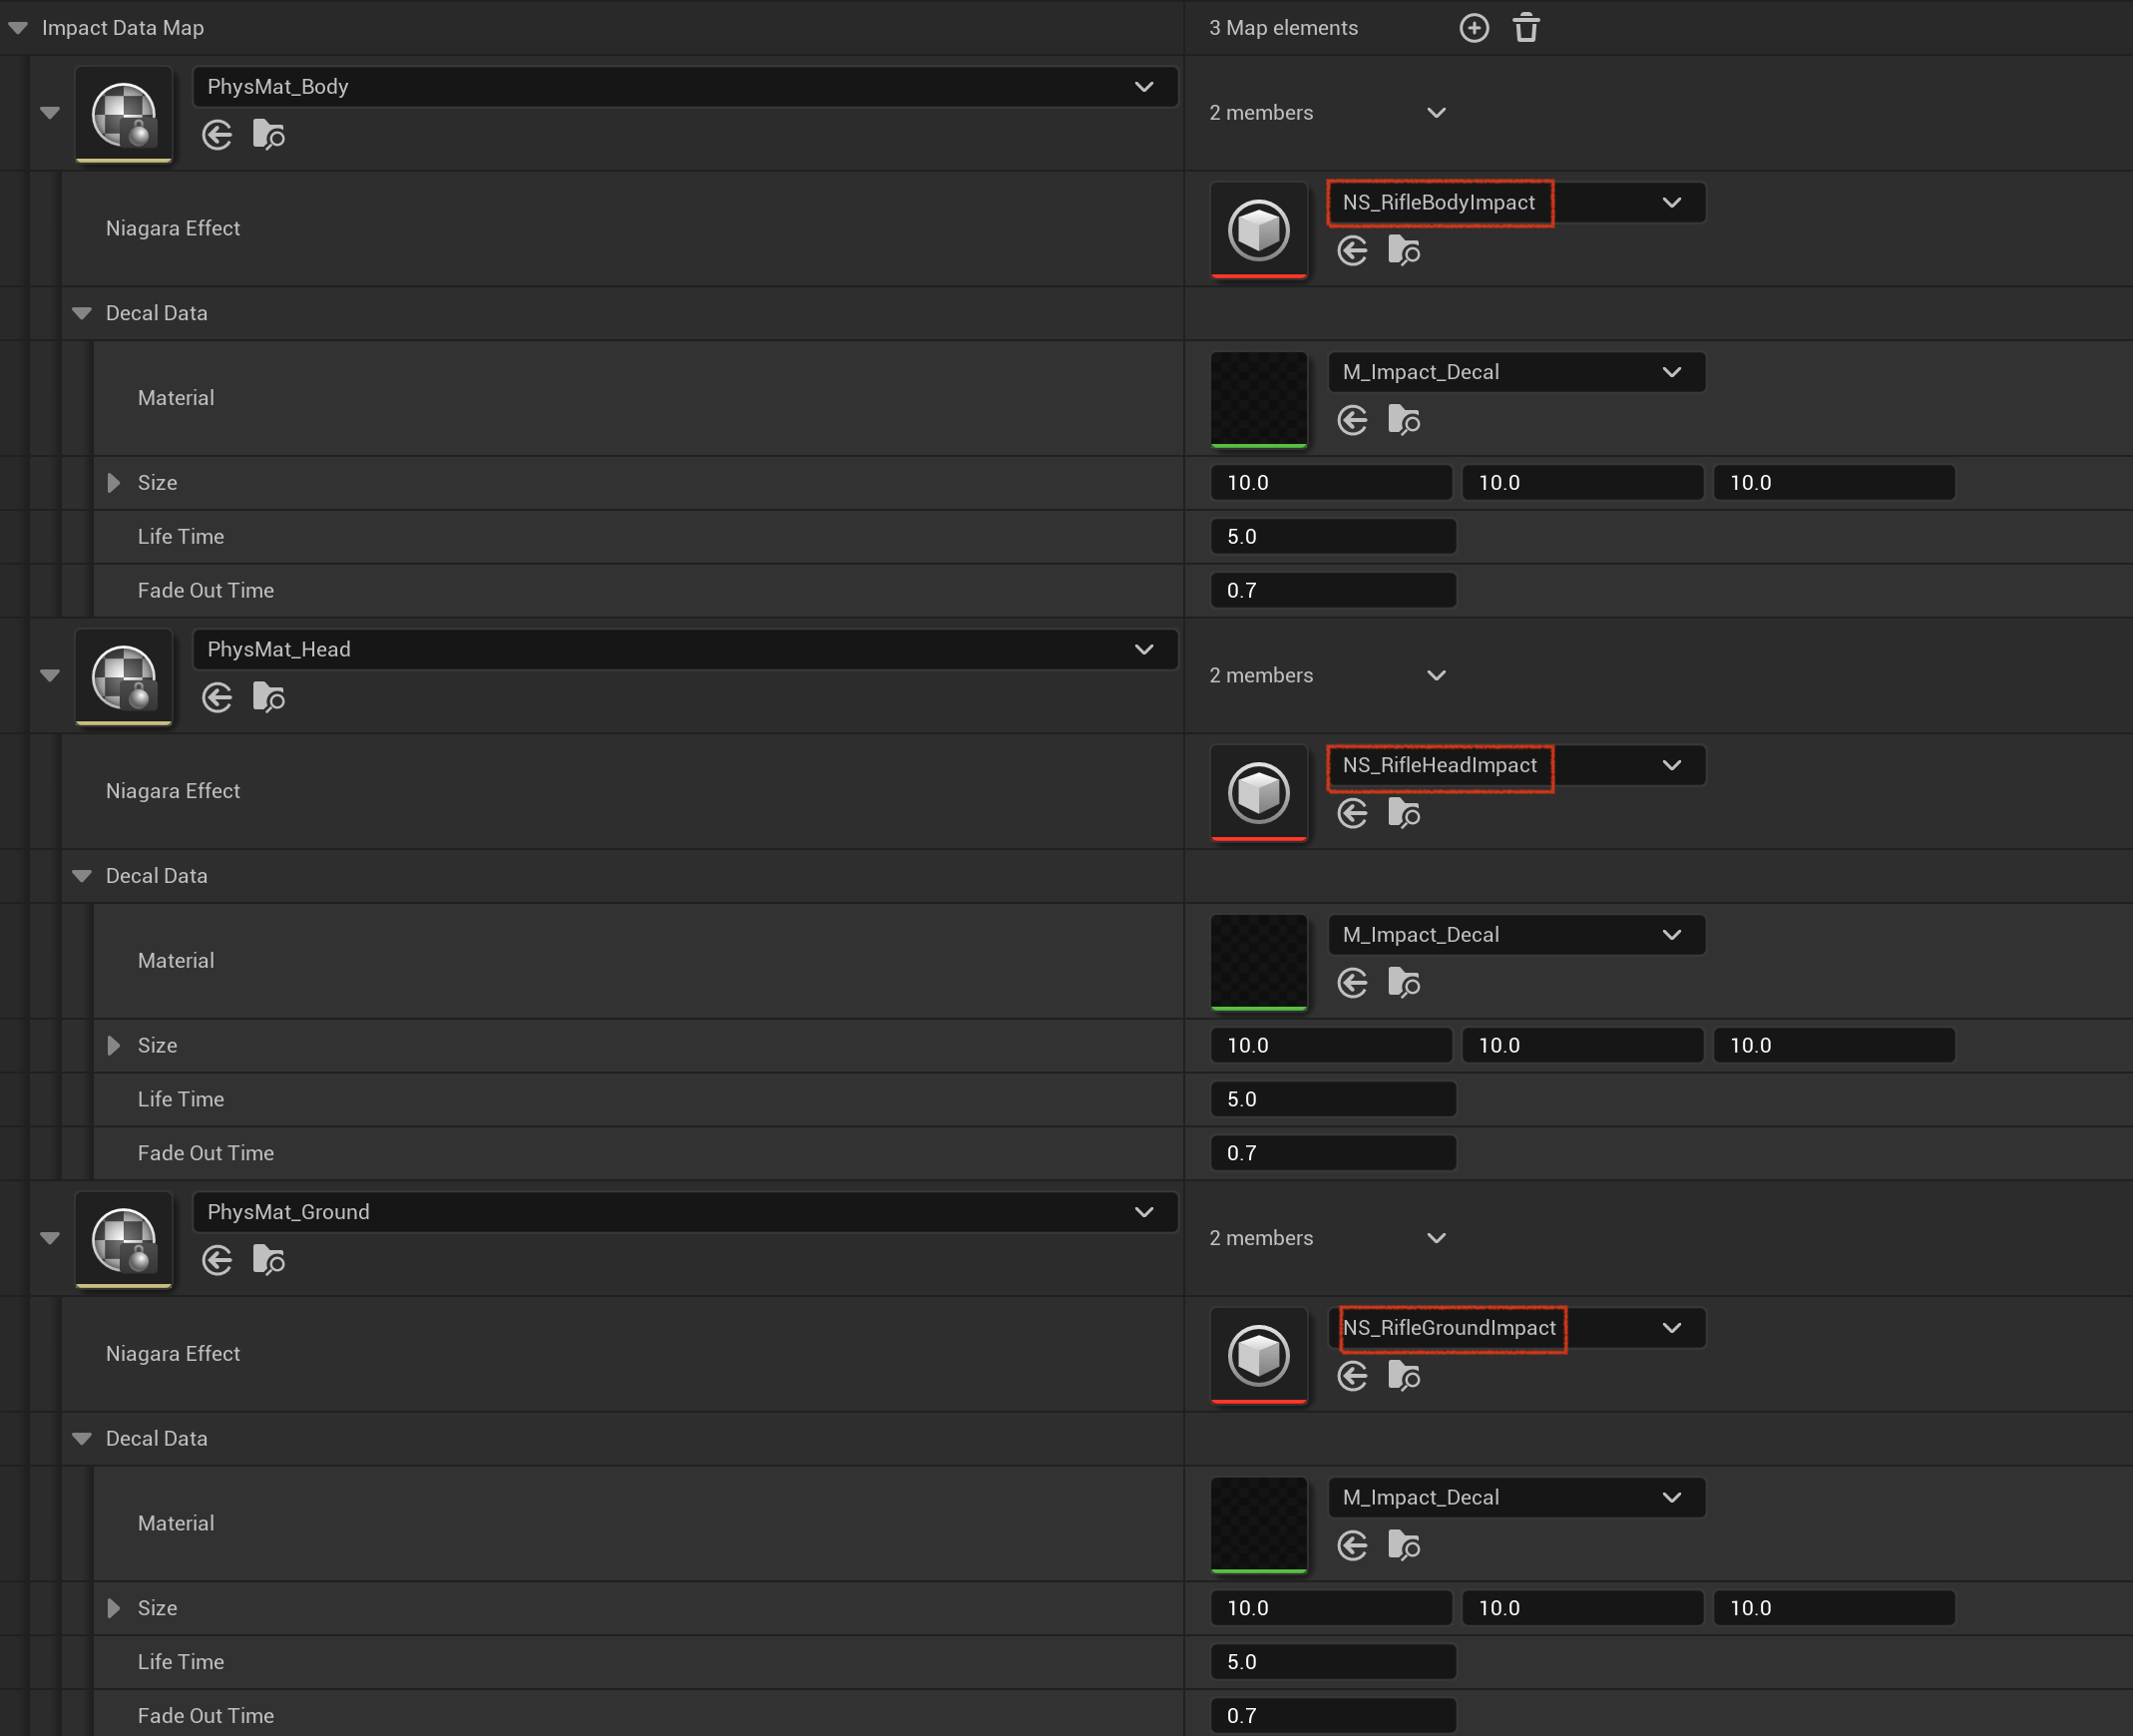 Impact Data Map 3 Map elements
PhysMat_Body
2 members
Niagara Effect NS_RifleBodyImpact
Decal Data
Material M_Impact_Decal
Size 10.0 10.0 10.0
Life Time 5.0
Fade Out Time 0.7
PhysMat_Head
2 members
Niagara Effect NS_RifleHeadImpact
Decal Data
Material M_Impact_Decal
Size 10.0 10.0 10.0
Life Time 5.0
Fade Out Time 0.7
PhysMat_Ground
2 members
Niagara Effect NS_RifleGroundImpact
Decal Data
Material M_Impact_Decal
Size 10.0 10.0 10.0
Life Time 5.0
Fade Out Time 0.7